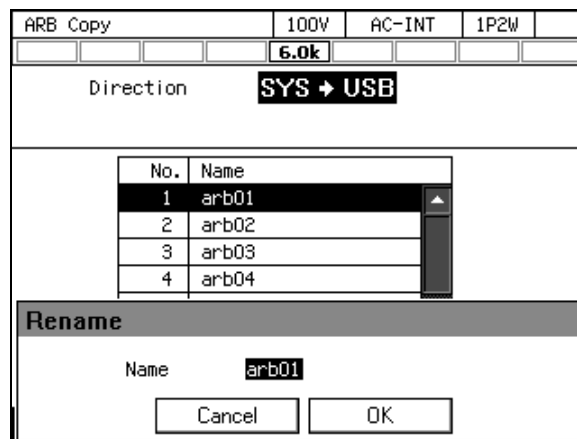 ARB Copy 100V AC-INT 1P2W
6.0k
Direction SYS → USB
No. Name
1 arb01
2 arb02
3 arb03
4 arb04
Rename
Name arb01
Cancel OK